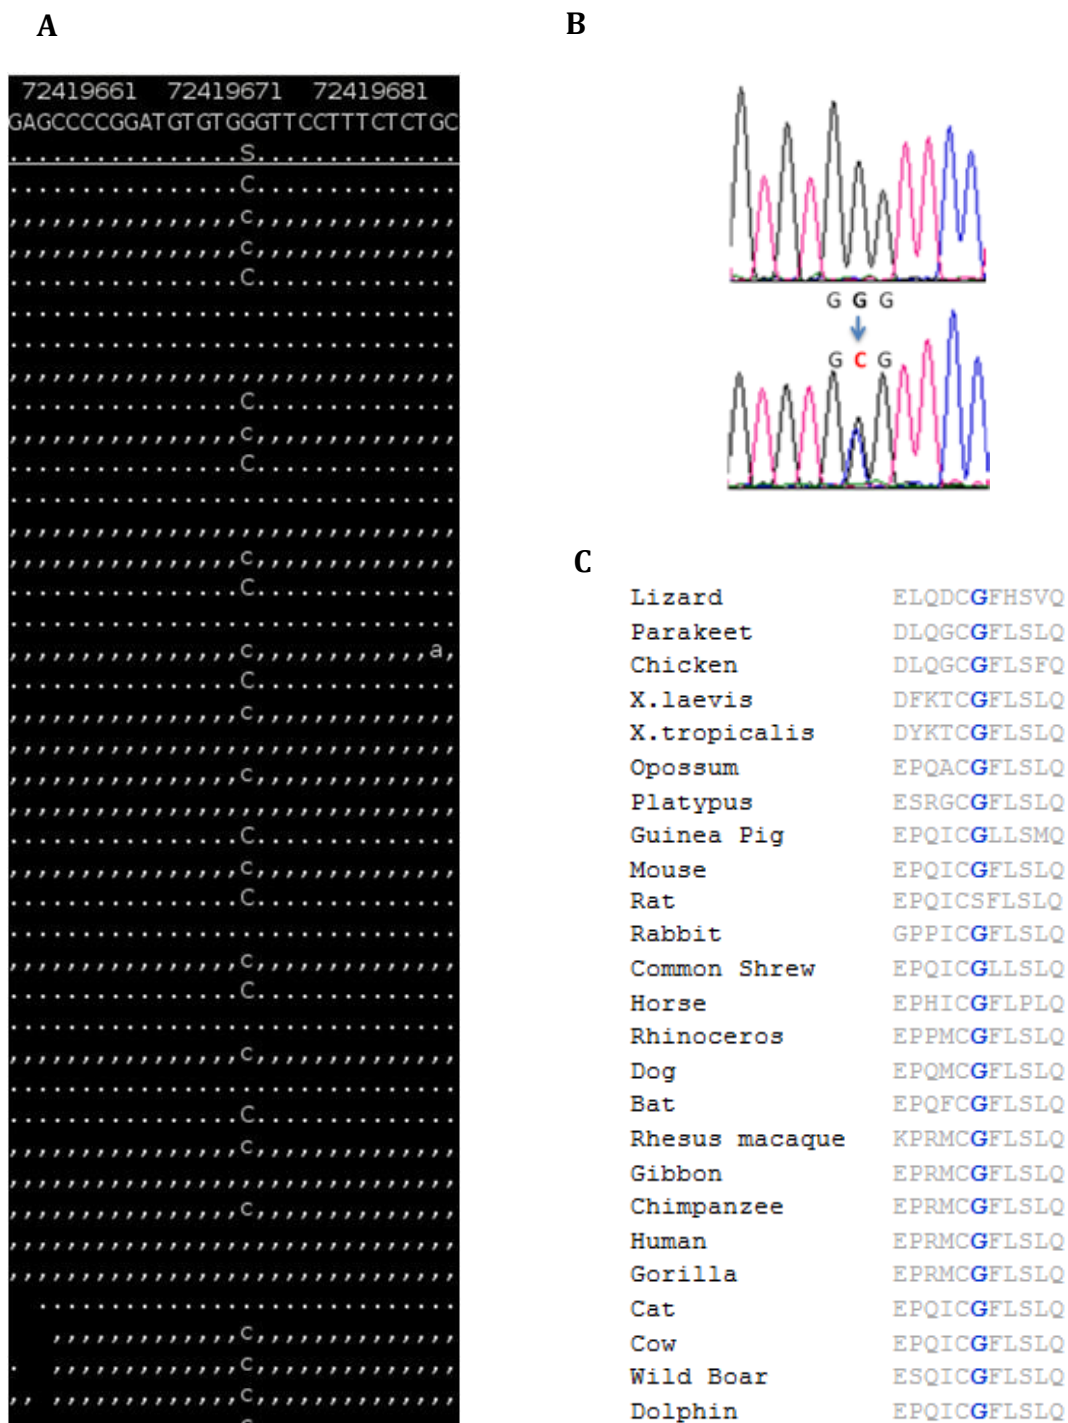 A
72419661 72419671 72419681
GAGCCCCGGATGTGTGGGTTCCTTTCTCTGC
................S..............
................C..............
,,,,,,,,,,,,,,,,c,,,,,,,,,,,,,,
,,,,,,,,,,,,,,,,c,,,,,,,,,,,,,,
................C..............
...............................
...............................
,,,,,,,,,,,,,,,,,,,,,,,,,,,,,,,
................C..............
,,,,,,,,,,,,,,,,c,,,,,,,,,,,,,,
................C..............
...............................
,,,,,,,,,,,,,,,,,,,,,,,,,,,,,,,
,,,,,,,,,,,,,,,,c,,,,,,,,,,,,,,
................C..............
...............................
,,,,,,,,,,,,,,,,c,,,,,,,,,,,,a,
................C..............
,,,,,,,,,,,,,,,,c,,,,,,,,,,,,,,
,,,,,,,,,,,,,,,,,,,,,,,,,,,,,,,
,,,,,,,,,,,,,,,,c,,,,,,,,,,,,,,
,,,,,,,,,,,,,,,,,,,,,,,,,,,,,,,
................C..............
,,,,,,,,,,,,,,,,c,,,,,,,,,,,,,,
................C..............
...............................
,,,,,,,,,,,,,,,,c,,,,,,,,,,,,,,
................C..............
...............................
,,,,,,,,,,,,,,,,c,,,,,,,,,,,,,,
...............................
................C..............
,,,,,,,,,,,,,,,,c,,,,,,,,,,,,,,
,,,,,,,,,,,,,,,,,,,,,,,,,,,,,,,
,,,,,,,,,,,,,,,,c,,,,,,,,,,,,,,
,,,,,,,,,,,,,,,,,,,,,,,,,,,,,,,
,,,,,,,,,,,,,,,,,,,,,,,,,,,,,,,
.............................
,,,,,,,,,,,,,c,,,,,,,,,,,,,,
. ,,,,,,,,,,,,,c,,,,,,,,,,,,,,
,, ,,,,,,,,,,,,,c,,,,,,,,,,,,,,
B
G G G
G C G
C
Lizard ELQDCGFHSVQ
Parakeet DLQGCGFLSLQ
Chicken DLQGCGFLSFQ
X.laevis DFKTCGFLSLQ
X.tropicalis DYKTCGFLSLQ
Opossum EPQACGFLSLQ
Platypus ESRGCGFLSLQ
Guinea Pig EPQICGLLSMQ
Mouse EPQICGFLSLQ
Rat EPQICSFLSLQ
Rabbit GPPICGFLSLQ
Common Shrew EPQICGLLSLQ
Horse EPHICGFLPLQ
Rhinoceros EPPMCGFLSLQ
Dog EPQMCGFLSLQ
Bat EPQFCGFLSLQ
Rhesus macaque KPRMCGFLSLQ
Gibbon EPRMCGFLSLQ
Chimpanzee EPRMCGFLSLQ
Human EPRMCGFLSLQ
Gorilla EPRMCGFLSLQ
Cat EPQICGFLSLQ
Cow EPQICGFLSLQ
Wild Boar ESQICGFLSLQ
Dolphin EPQICGFLSLQ